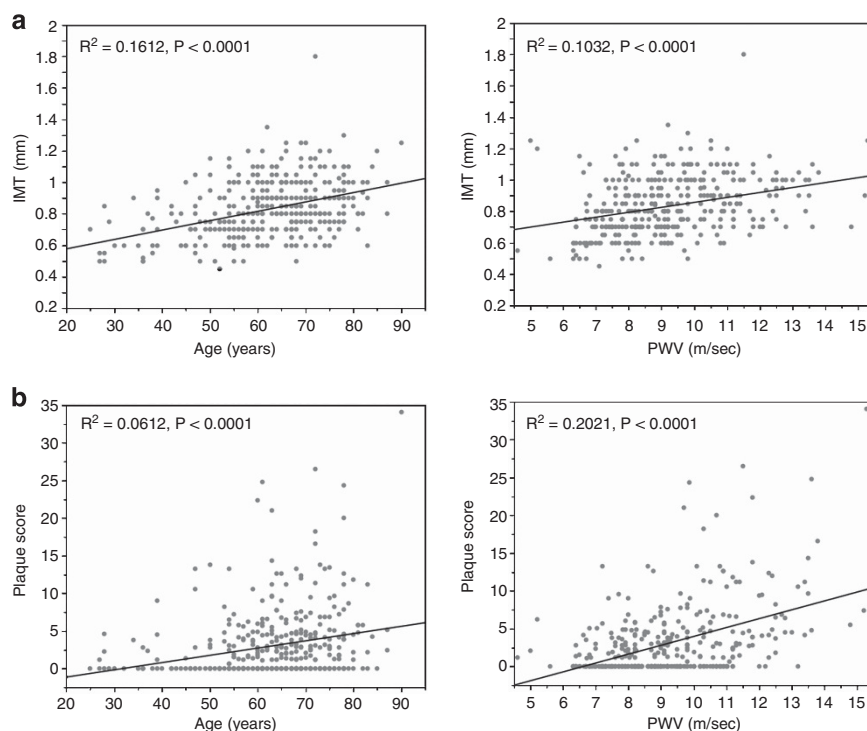 a
R² = 0.1612, P < 0.0001
IMT (mm)
2
1.8
1.6
1.4
1.2
1
0.8
0.6
0.4
0.2
20 30 40 50 60 70 80 90
Age (years)
R² = 0.1032, P < 0.0001
IMT (mm)
2
1.8
1.6
1.4
1.2
1
0.8
0.6
0.4
0.2
5 6 7 8 9 10 11 12 13 14 15
PWV (m/sec)
b
R² = 0.0612, P < 0.0001
Plaque score
35
30
25
20
15
10
5
0
20 30 40 50 60 70 80 90
Age (years)
R² = 0.2021, P < 0.0001
Plaque score
35
30
25
20
15
10
5
0
5 6 7 8 9 10 11 12 13 14 15
PWV (m/sec)